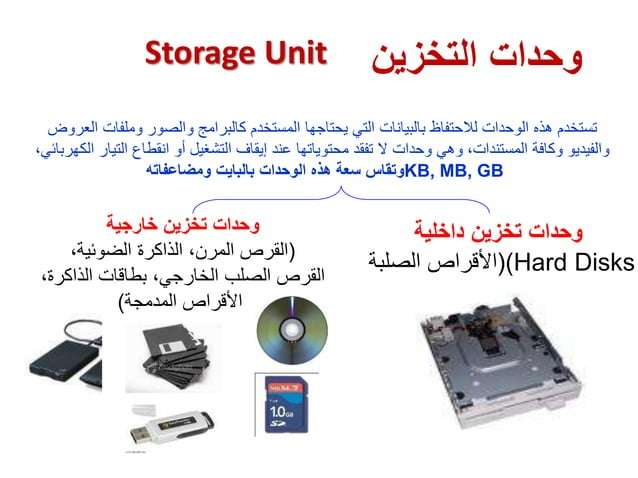 وحدات التخزين Storage Unit
تستخدم هذه الوحدات للاحتفاظ بالبيانات التي يحتاجها المستخدم كالبرامج والصور وملفات العروض
والفيديو وكافة المستندات، وهي وحدات لا تفقد محتوياتها عند إيقاف التشغيل أو انقطاع التيار الكهربائي،
KB, MB, GBوتقاس سعة هذه الوحدات بالبايت ومضاعفاته
وحدات تخزين داخلية
Hard Disks)(الأقراص الصلبة
وحدات تخزين خارجية
(القرص المرن، الذاكرة الضوئية،
القرص الصلب الخارجي، بطاقات الذاكرة،
الأقراص المدمجة)
SanDisk
1.0GB